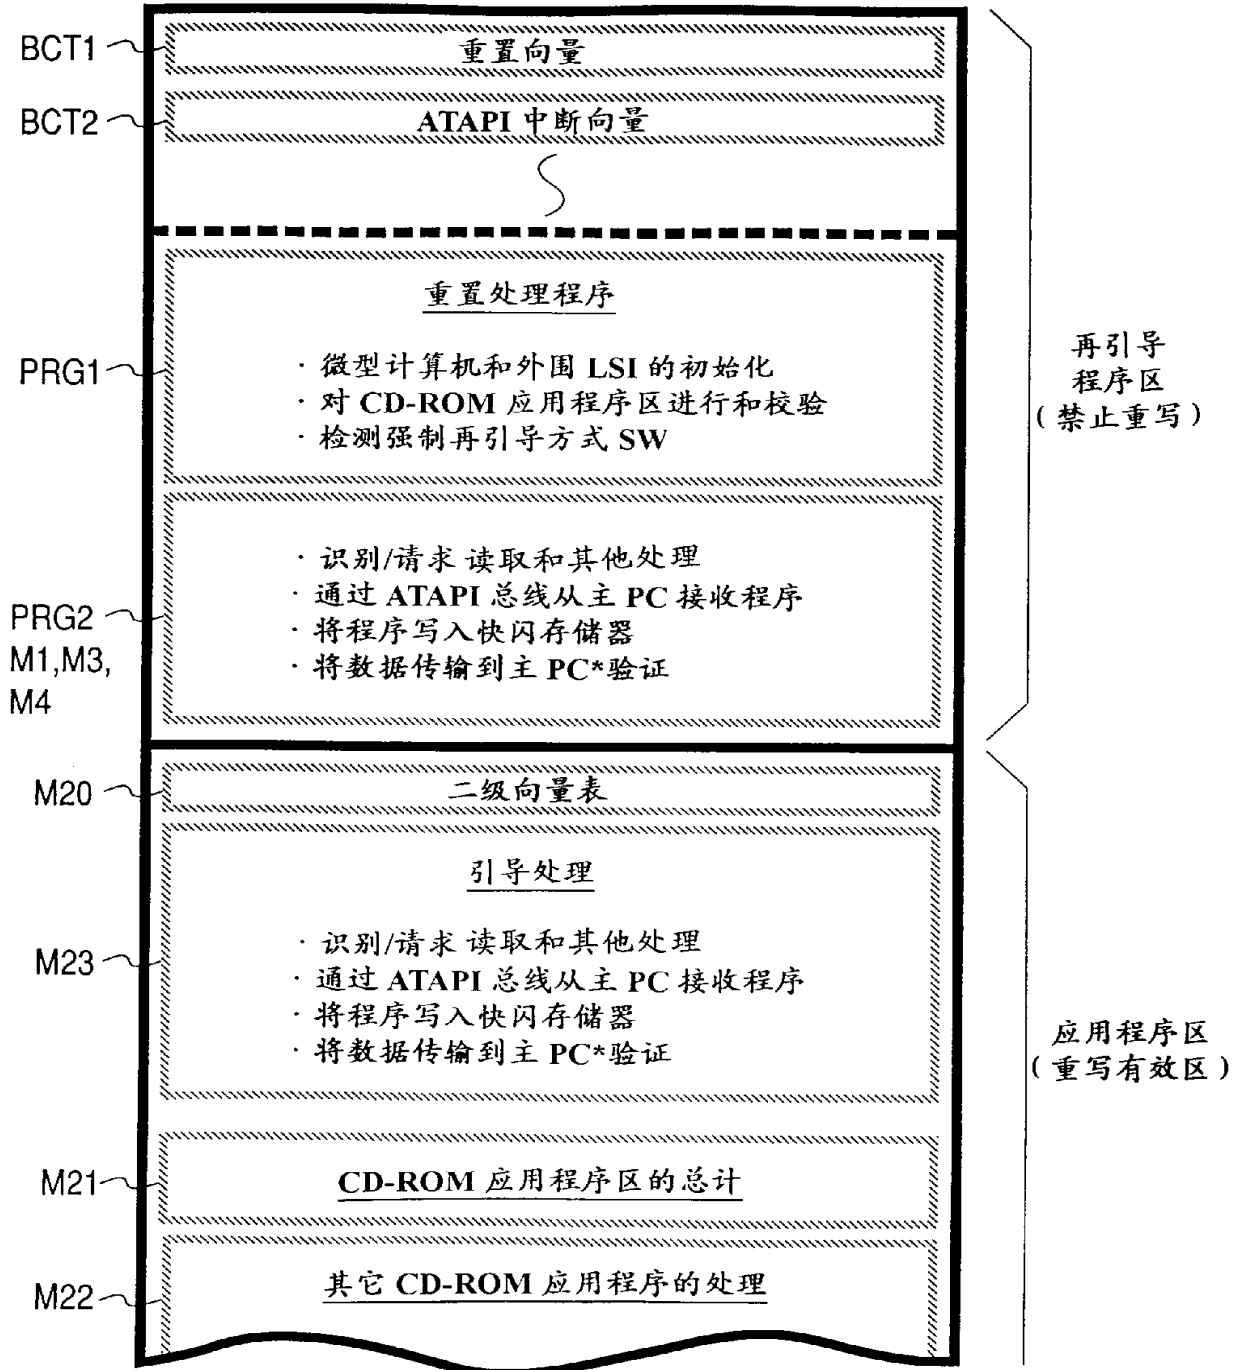 BCT1
重置向量
BCT2
ATAPI 中断向量
PRG1
重置处理程序
· 微型计算机和外围 LSI 的初始化
· 对 CD-ROM 应用程序区进行和校验
· 检测强制再引导方式 SW
再引导
程序区
(禁止重写)
PRG2
M1,M3,
M4
· 识别/请求 读取和其他处理
· 通过 ATAPI 总线从主 PC 接收程序
· 将程序写入快闪存储器
· 将数据传输到主 PC*验证
M20
二级向量表
M23
引导处理
· 识别/请求 读取和其他处理
· 通过 ATAPI 总线从主 PC 接收程序
· 将程序写入快闪存储器
· 将数据传输到主 PC*验证
应用程序区
(重写有效区)
M21
CD-ROM 应用程序区的总计
M22
其它 CD-ROM 应用程序的处理